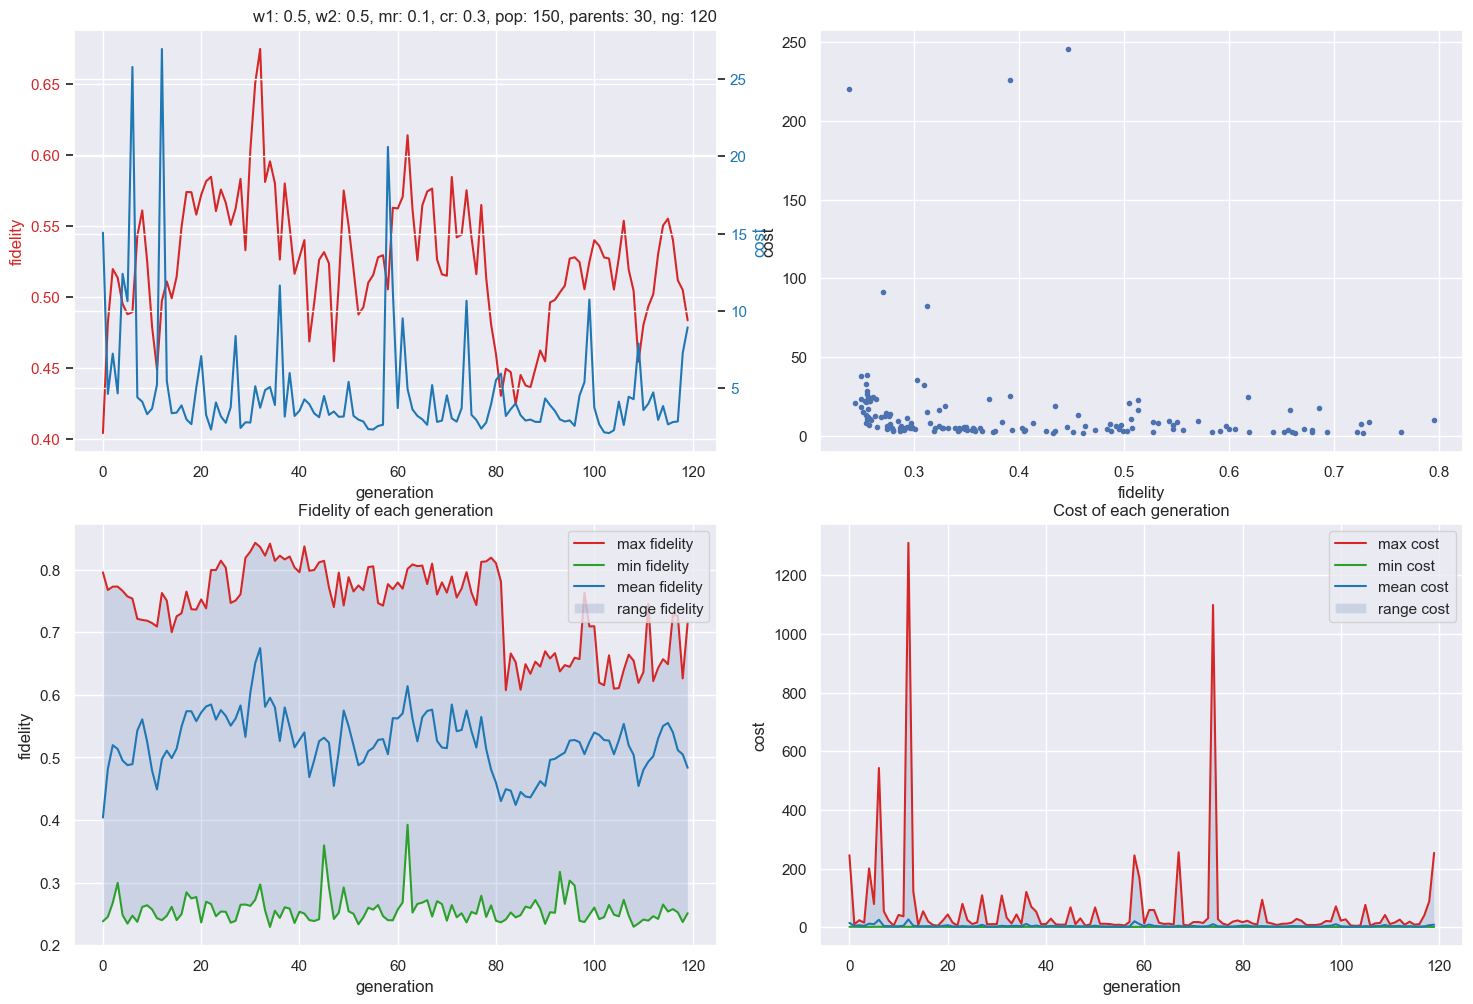 w1: 0.5, w2: 0.5, mr: 0.1, cr: 0.3, pop: 150, parents: 30, ng: 120
0.65
0.60
0.55
0.50
0.45
0.40
fidelity
25
20
15
10
5
cost
0
20
40
60
80
100
120
generation
250
200
150
100
50
0
cost
0.3
0.4
0.5
0.6
0.7
0.8
fidelity
Fidelity of each generation
max fidelity
min fidelity
mean fidelity
range fidelity
0.8
0.7
0.6
0.5
0.4
0.3
0.2
fidelity
0
20
40
60
80
100
120
generation
Cost of each generation
max cost
min cost
mean cost
range cost
1200
1000
800
600
400
200
0
cost
0
20
40
60
80
100
120
generation